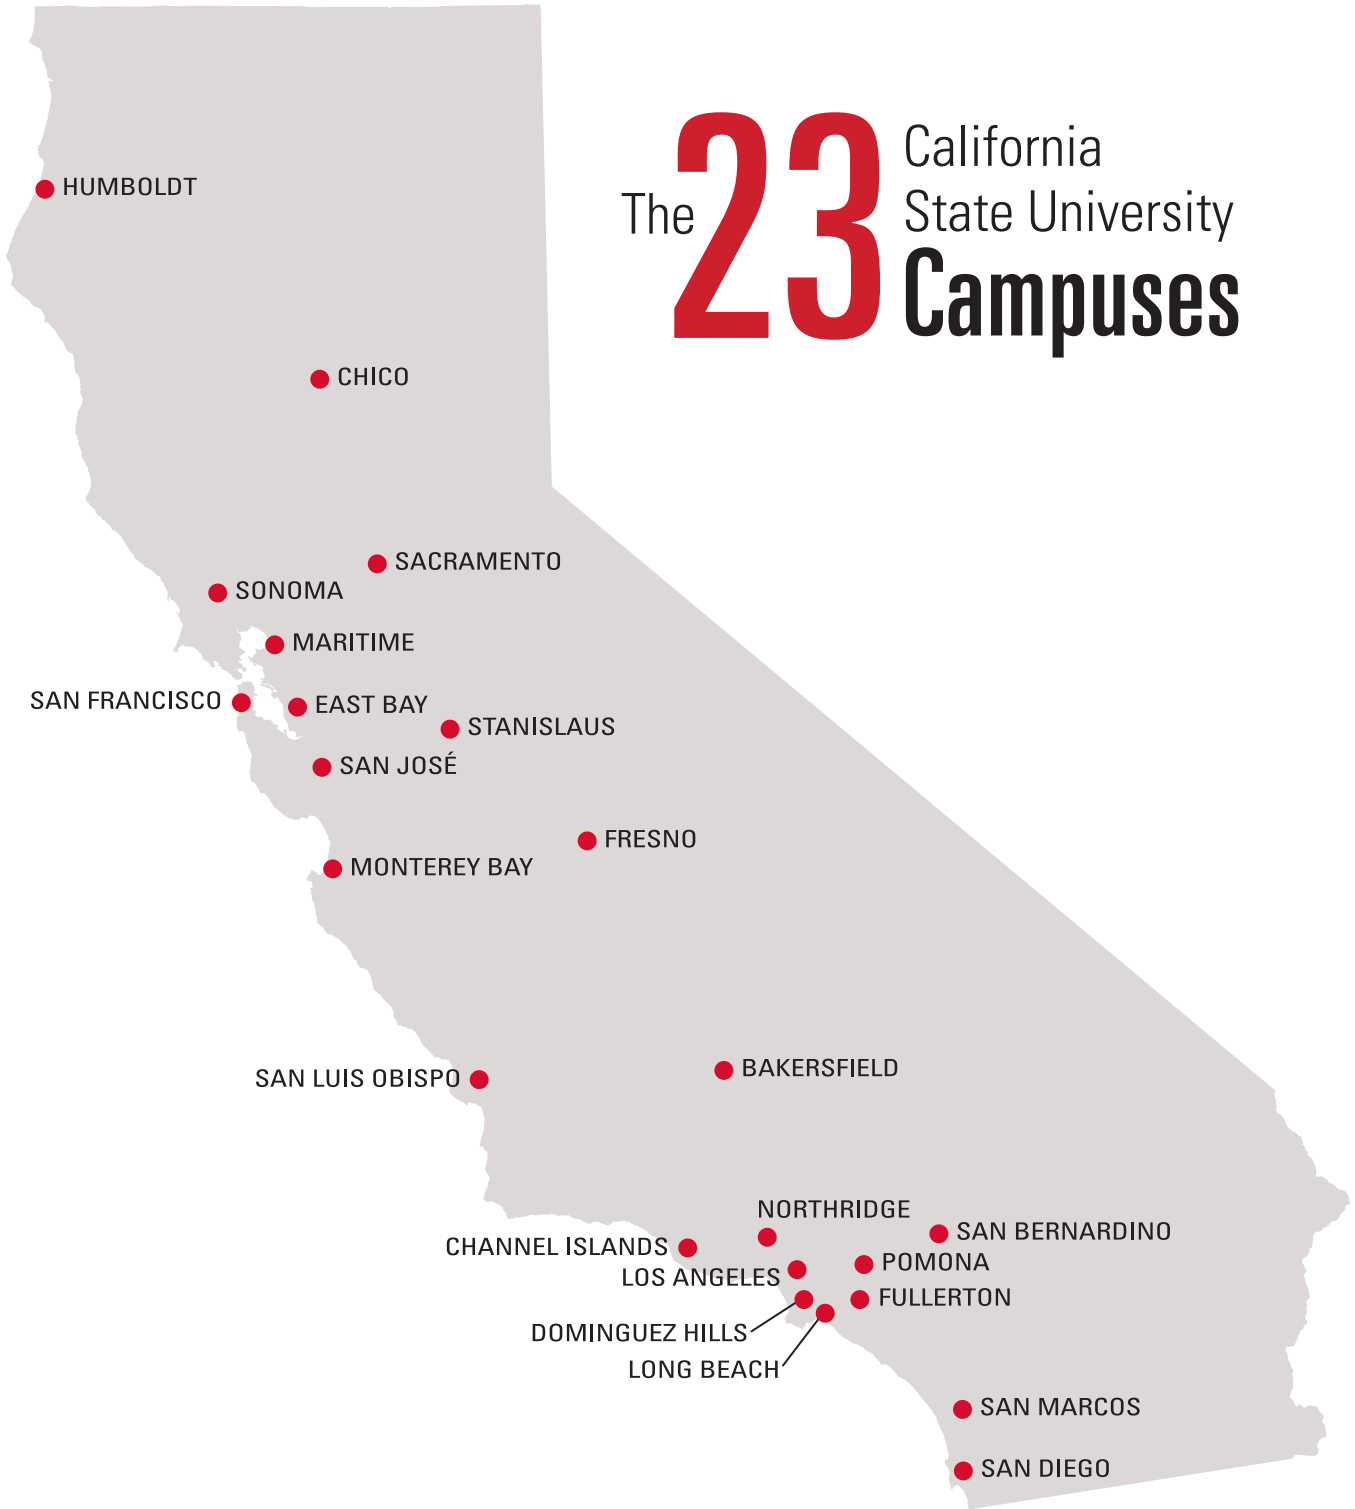 The 23 California
State University
Campuses
HUMBOLDT
CHICO
SACRAMENTO
SONOMA
MARITIME
SAN FRANCISCO
EAST BAY
STANISLAUS
SAN JOSÉ
FRESNO
MONTEREY BAY
BAKERSFIELD
SAN LUIS OBISPO
NORTHRIDGE
SAN BERNARDINO
CHANNEL ISLANDS
POMONA
LOS ANGELES
FULLERTON
DOMINGUEZ HILLS
LONG BEACH
SAN MARCOS
SAN DIEGO